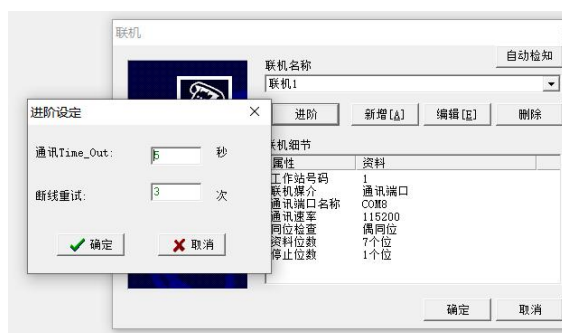 联机
自动检知
联机名称
联机1
进阶
新增[A]
编辑[E]
删除
联机细节
属性
资料
工作站号码
1
联机媒介
通讯端口
通讯端口名称
COM8
通讯速率
115200
同位检查
偶同位
资料位数
7个位
停止位数
1个位
确定
取消
进阶设定
通讯Time_Out:
5
秒
断线重试:
3
次
确定
取消